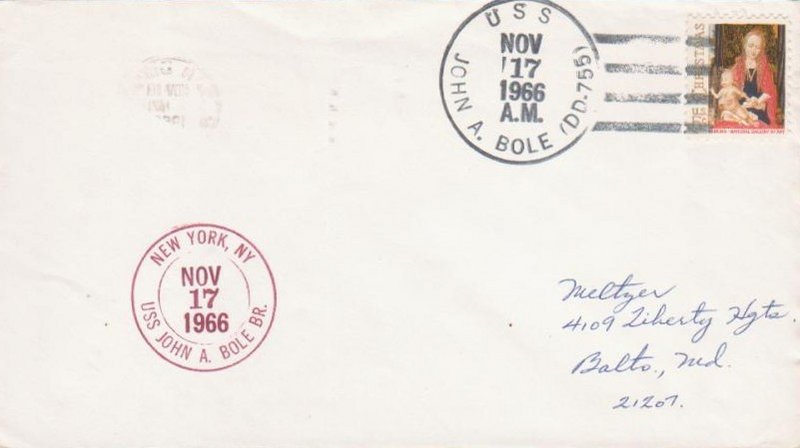 USS
NOV
17
1966
A.M.
JOHN A. BOLE (DD-755)
NEW YORK, NY
NOV
17
1966
USS JOHN A. BOLE BR.
Meltzer
4109 Liberty Hgts.
Balto., Md.
21207.